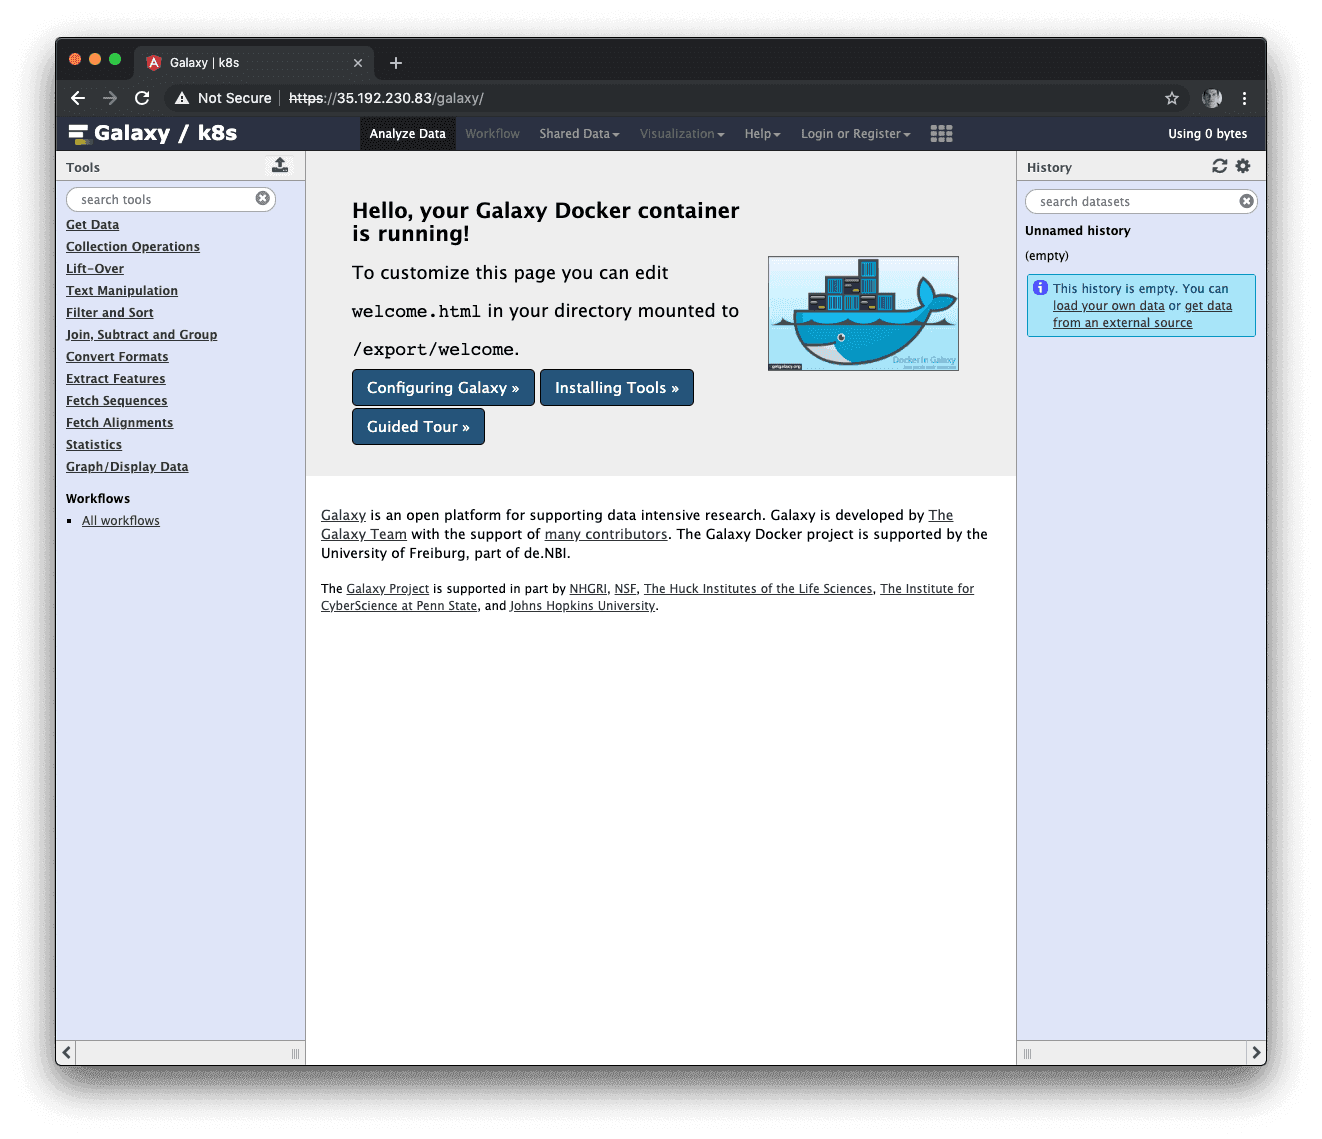 Galaxy | k8s
Not Secure | https://35.192.230.83/galaxy/
Galaxy / k8s
Analyze Data Workflow Shared Data Visualization Help Login or Register Using 0 bytes
Tools
search tools
Get Data
Collection Operations
Lift-Over
Text Manipulation
Filter and Sort
Join, Subtract and Group
Convert Formats
Extract Features
Fetch Sequences
Fetch Alignments
Statistics
Graph/Display Data
Workflows
All workflows
Hello, your Galaxy Docker container
is running!
To customize this page you can edit
welcome.html in your directory mounted to
/export/welcome.
Configuring Galaxy » Installing Tools »
Guided Tour »
Docker in Galaxy
Galaxy is an open platform for supporting data intensive research. Galaxy is developed by The
Galaxy Team with the support of many contributors. The Galaxy Docker project is supported by the
University of Freiburg, part of de.NBI.
The Galaxy Project is supported in part by NHGRI, NSF, The Huck Institutes of the Life Sciences, The Institute for
CyberScience at Penn State, and Johns Hopkins University.
History
search datasets
Unnamed history
(empty)
This history is empty. You can
load your own data or get data
from an external source